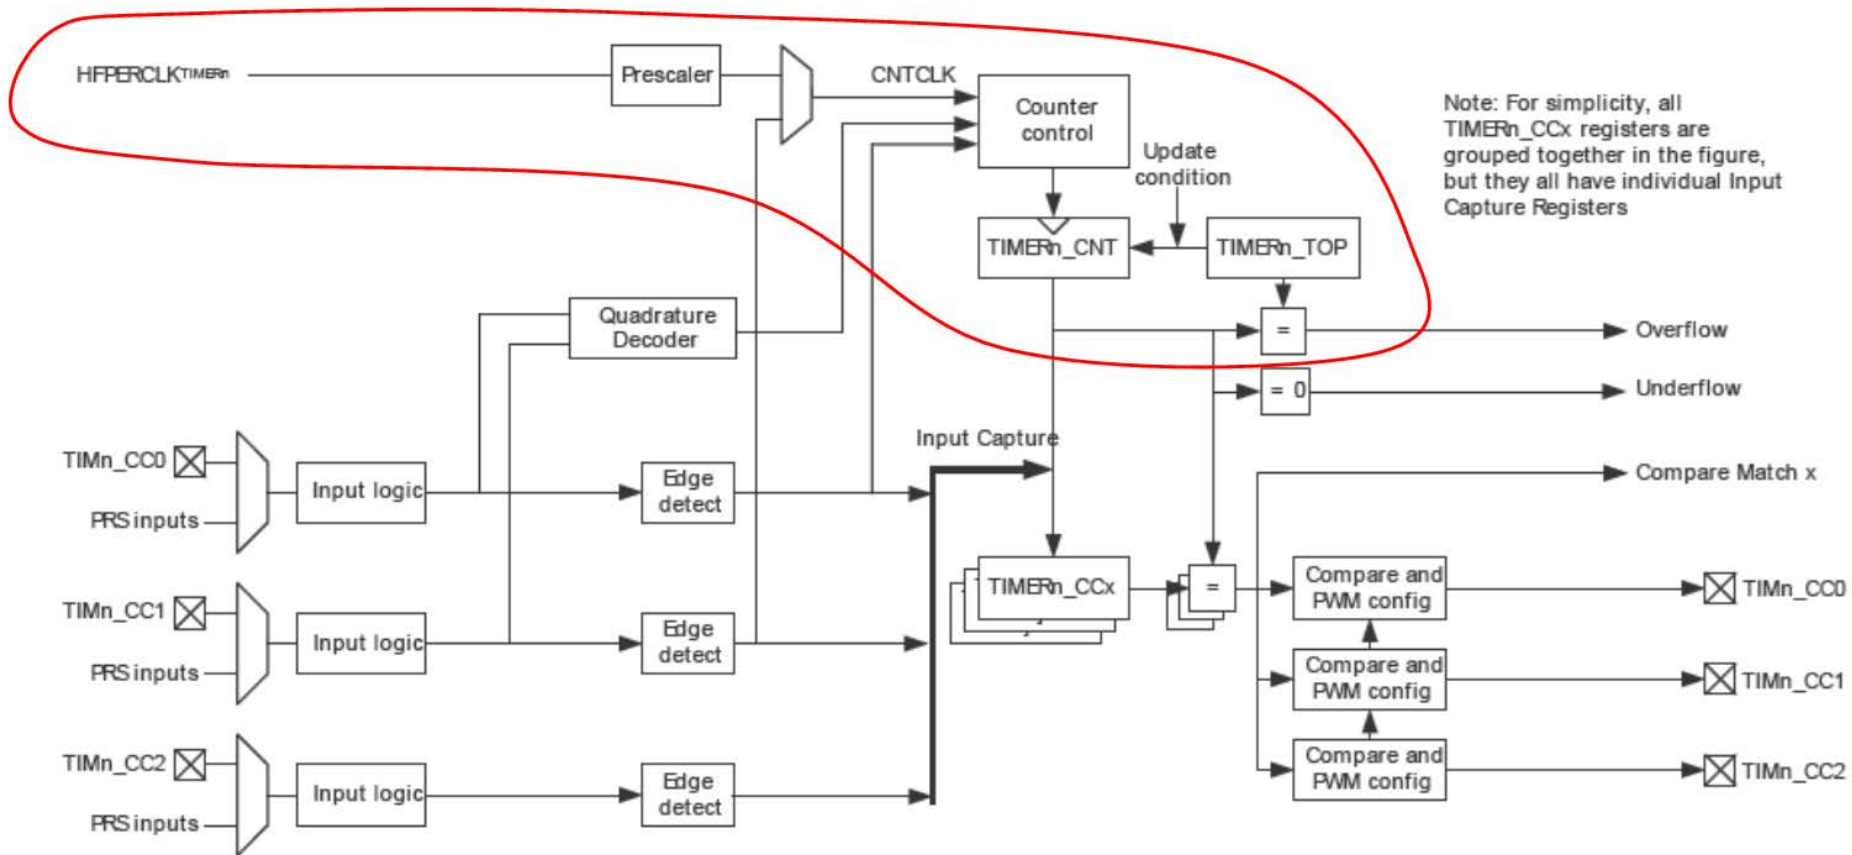 HFPERCLKTIMERn
Prescaler
CNTCLK
Counter
control
Note: For simplicity, all
TIMERn_CCx registers are
grouped together in the figure,
but they all have individual Input
Capture Registers
Update
condition
TIMERn_CNT
TIMERn_TOP
Quadrature
Decoder
=
Overflow
= 0
Underflow
Input Capture
TIMn_CC0
PRS inputs
Input logic
Edge
detect
Compare Match x
TIMn_CC1
PRS inputs
Input logic
Edge
detect
TIMERn_CCx
=
Compare and
PWM config
TIMn_CC0
Compare and
PWM config
TIMn_CC1
TIMn_CC2
PRS inputs
Input logic
Edge
detect
Compare and
PWM config
TIMn_CC2